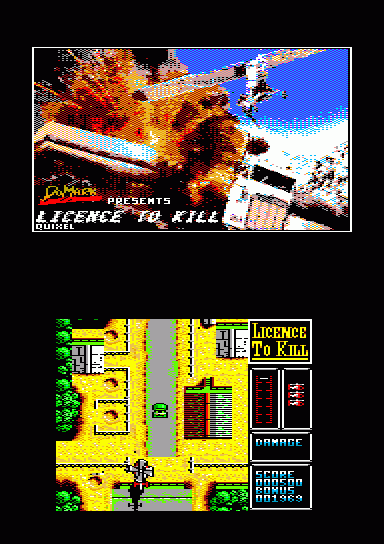 DOMARK
PRESENTS
LICENCE TO KILL
QUIXEL
LICENCE
TO KILL
DAMAGE
SCORE
000500
BONUS
001969